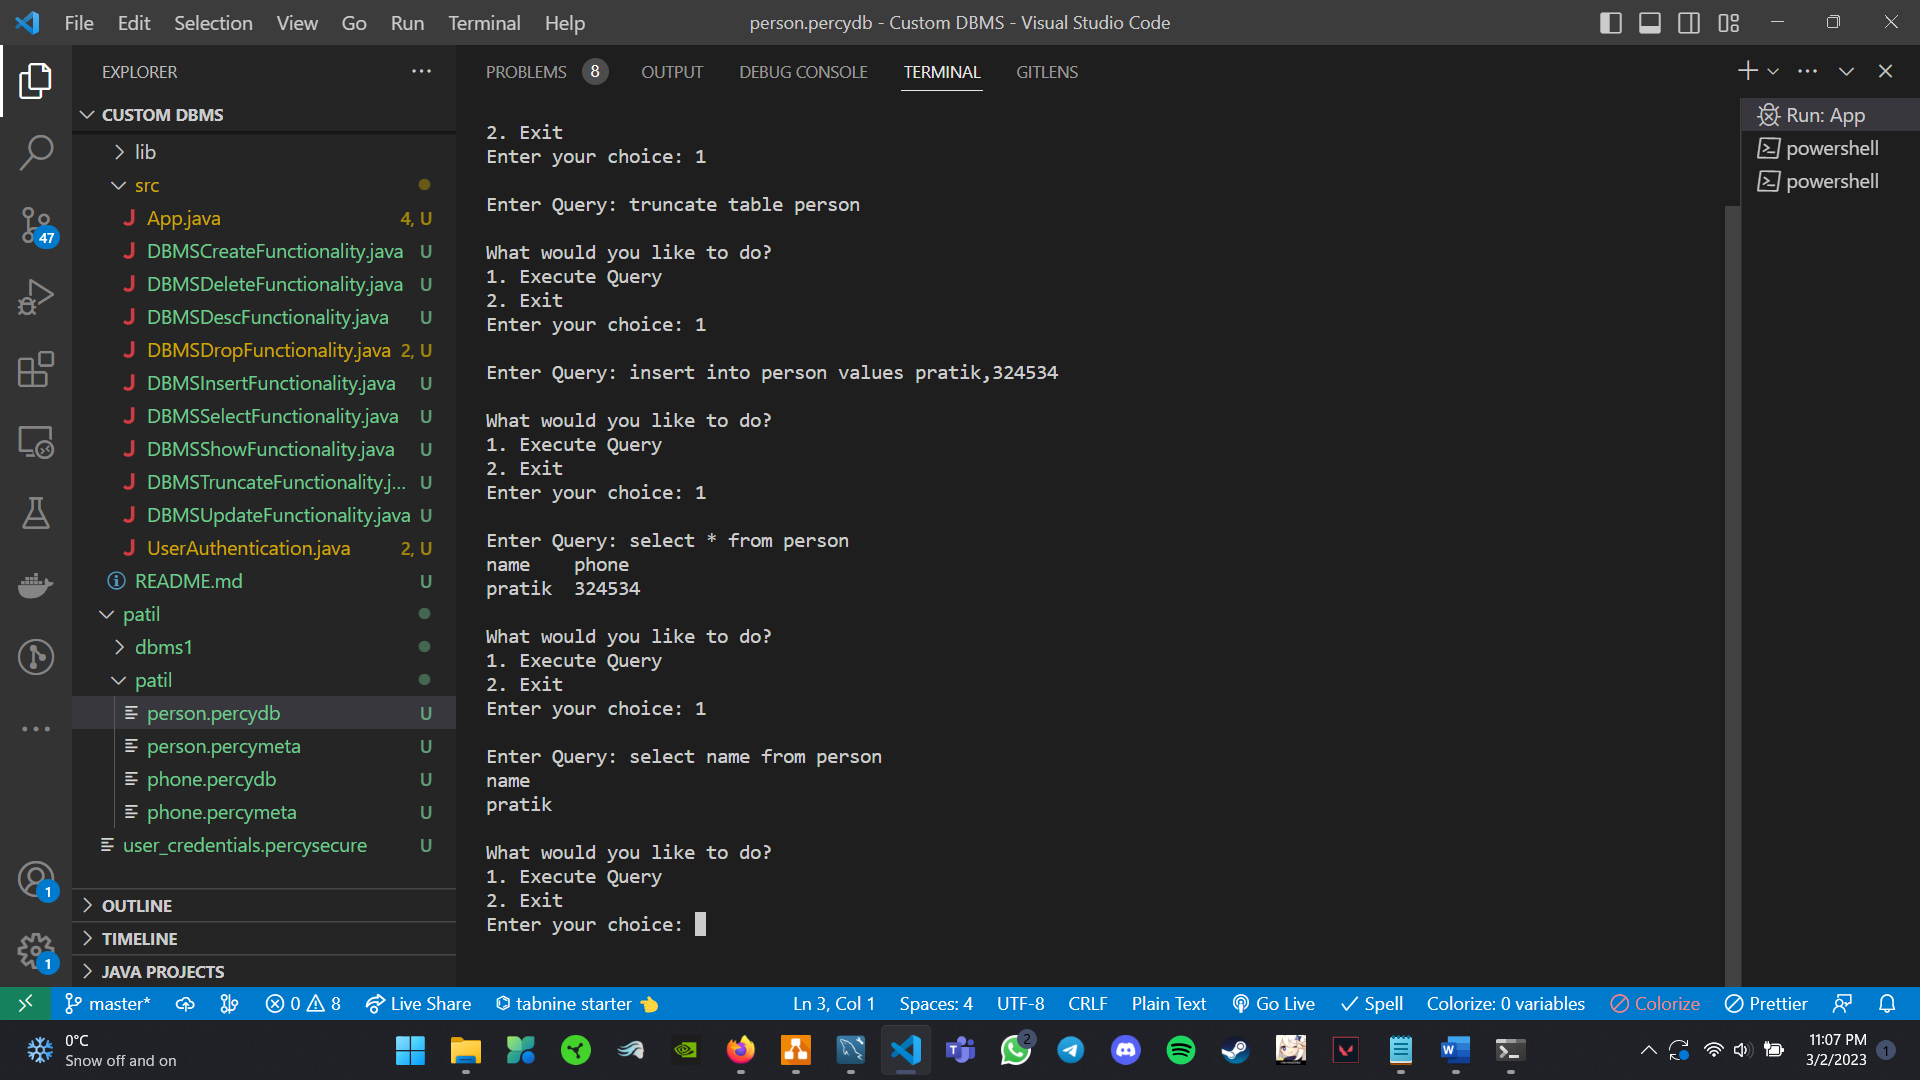 File Edit Selection View Go Run Terminal Help
person.percydb - Custom DBMS - Visual Studio Code
EXPLORER
CUSTOM DBMS
lib
src
App.java 4, U
DBMSCreateFunctionality.java U
DBMSDeleteFunctionality.java U
DBMSDescFunctionality.java U
DBMSDropFunctionality.java 2, U
DBMSInsertFunctionality.java U
DBMSSelectFunctionality.java U
DBMSShowFunctionality.java U
DBMSTruncateFunctionality.j... U
DBMSUpdateFunctionality.java U
UserAuthentication.java 2, U
README.md U
patil
dbms1
patil
person.percydb U
person.percymeta U
phone.percydb U
phone.percymeta U
user_credentials.percysecure U
OUTLINE
TIMELINE
JAVA PROJECTS
47
1
1
PROBLEMS 8 OUTPUT DEBUG CONSOLE TERMINAL GITLENS
2. Exit
Enter your choice: 1
Enter Query: truncate table person
What would you like to do?
1. Execute Query
2. Exit
Enter your choice: 1
Enter Query: insert into person values pratik,324534
What would you like to do?
1. Execute Query
2. Exit
Enter your choice: 1
Enter Query: select * from person
name phone
pratik 324534
What would you like to do?
1. Execute Query
2. Exit
Enter your choice: 1
Enter Query: select name from person
name
pratik
What would you like to do?
1. Execute Query
2. Exit
Enter your choice:
Run: App
powershell
powershell
master* 0 8 Live Share tabnine starter Ln 3, Col 1 Spaces: 4 UTF-8 CRLF Plain Text Go Live Spell Colorize: 0 variables Colorize Prettier
0°C
Snow off and on
2
11:07 PM
3/2/2023
1